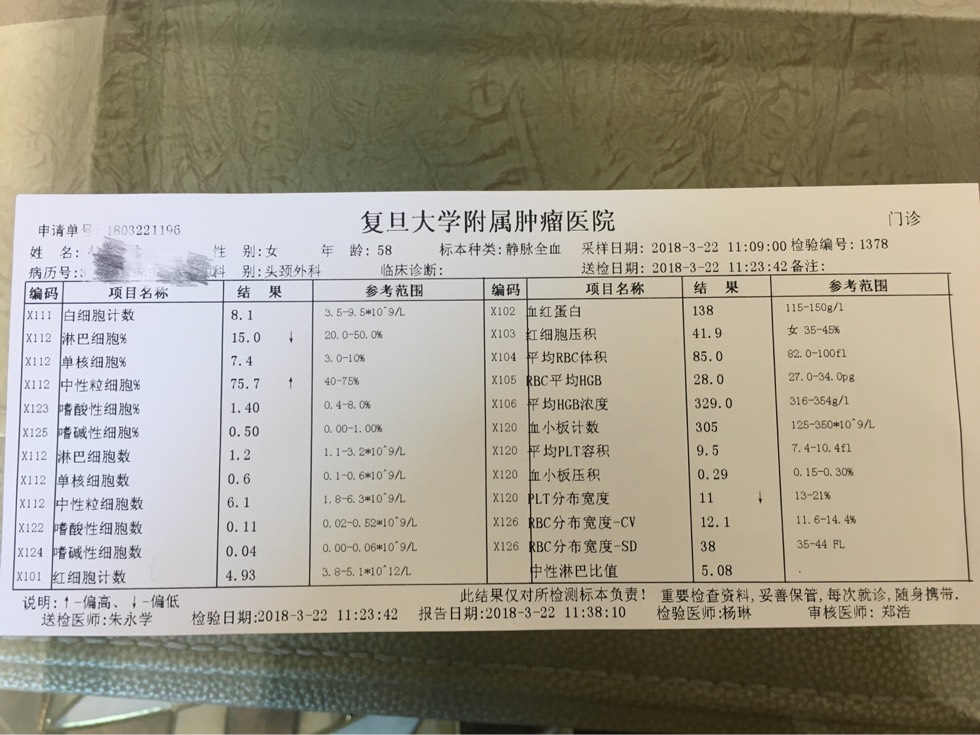 复旦大学附属肿瘤医院
门诊
申请单号 1803221196
姓 名: 性 别:女 年 龄: 58 标本种类:静脉全血 采样日期: 2018-3-22 11:09:00 检验编号: 1378
病历号: 科 别:头颈外科 临床诊断: 送检日期: 2018-3-22 11:23:42 备注:
编码 项目名称 结 果 参考范围 编码 项目名称 结 果 参考范围
X111 白细胞计数 8.1 3.5-9.5*10^9/L X102 血红蛋白 138 115-150g/l
X112 淋巴细胞% 15.0 ↓ 20.0-50.0% X103 红细胞压积 41.9 女 35-45%
X112 单核细胞% 7.4 3.0-10% X104 平均RBC体积 85.0 82.0-100fl
X112 中性粒细胞% 75.7 ↑ 40-75% X105 RBC平均HGB 28.0 27.0-34.0pg
X123 嗜酸性细胞% 1.40 0.4-8.0% X106 平均HGB浓度 329.0 316-354g/l
X125 嗜碱性细胞% 0.50 0.00-1.00% X120 血小板计数 305 125-350*10^9/L
X112 淋巴细胞数 1.2 1.1-3.2*10^9/L X120 平均PLT容积 9.5 7.4-10.4fl
X112 单核细胞数 0.6 0.1-0.6*10^9/L X120 血小板压积 0.29 0.15-0.30%
X112 中性粒细胞数 6.1 1.8-6.3*10^9/L X120 PLT分布宽度 11 ↓ 13-21%
X122 嗜酸性细胞数 0.11 0.02-0.52*10^9/L X126 RBC分布宽度-CV 12.1 11.6-14.4%
X124 嗜碱性细胞数 0.04 0.00-0.06*10^9/L X126 RBC分布宽度-SD 38 35-44 FL
X101 红细胞计数 4.93 3.8-5.1*10^12/L 中性淋巴比值 5.08
说明:↑-偏高、↓-偏低 此结果仅对所检测标本负责! 重要检查资料,妥善保管,每次就诊,随身携带.
送检医师:朱永学 检验日期:2018-3-22 11:23:42 报告日期:2018-3-22 11:38:10 检验医师:杨琳 审核医师: 郑浩